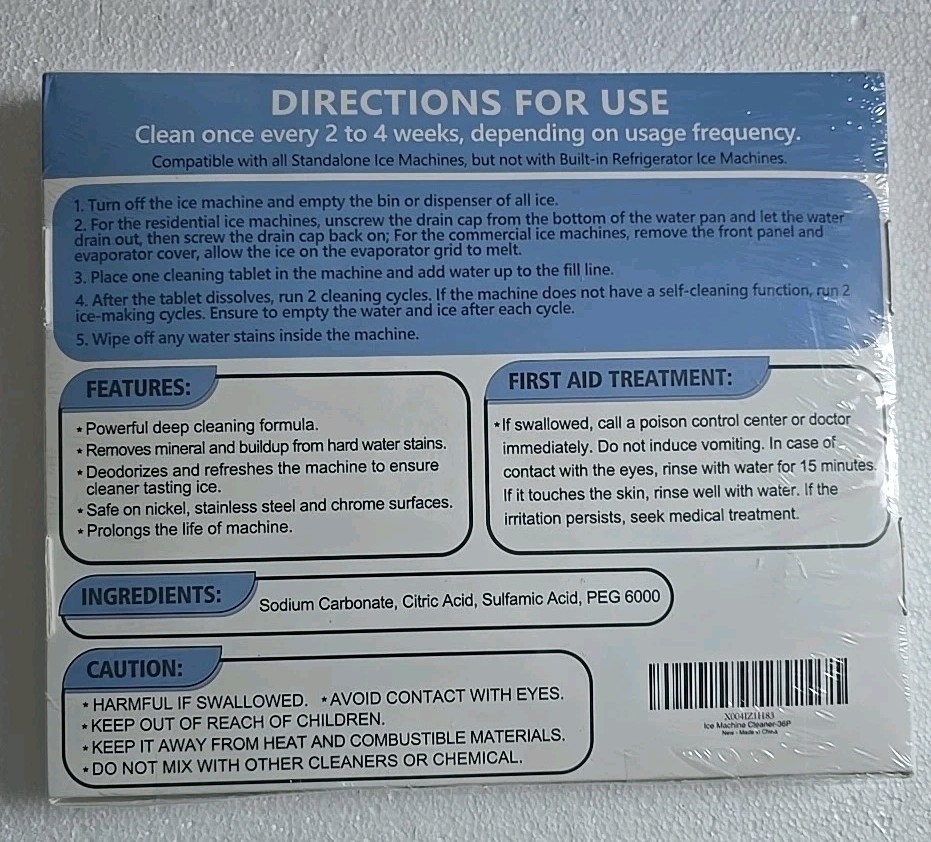 DIRECTIONS FOR USE
Clean once every 2 to 4 weeks, depending on usage frequency.
Compatible with all Standalone Ice Machines, but not with Built-in Refrigerator Ice Machines.
1. Turn off the ice machine and empty the bin or dispenser of all ice.
2. For the residential ice machines, unscrew the drain cap from the bottom of the water pan and let the water
drain out, then screw the drain cap back on; For the commercial ice machines, remove the front panel and
evaporator cover, allow the ice on the evaporator grid to melt.
3. Place one cleaning tablet in the machine and add water up to the fill line.
4. After the tablet dissolves, run 2 cleaning cycles. If the machine does not have a self-cleaning function, run 2
ice-making cycles. Ensure to empty the water and ice after each cycle.
5. Wipe off any water stains inside the machine.
FEATURES:
* Powerful deep cleaning formula.
* Removes mineral and buildup from hard water stains.
* Deodorizes and refreshes the machine to ensure
cleaner tasting ice.
* Safe on nickel, stainless steel and chrome surfaces.
* Prolongs the life of machine.
FIRST AID TREATMENT:
* If swallowed, call a poison control center or doctor
immediately. Do not induce vomiting. In case of
contact with the eyes, rinse with water for 15 minutes.
If it touches the skin, rinse well with water. If the
irritation persists, seek medical treatment.
INGREDIENTS:
Sodium Carbonate, Citric Acid, Sulfamic Acid, PEG 6000
CAUTION:
* HARMFUL IF SWALLOWED. * AVOID CONTACT WITH EYES.
* KEEP OUT OF REACH OF CHILDREN.
* KEEP IT AWAY FROM HEAT AND COMBUSTIBLE MATERIALS.
* DO NOT MIX WITH OTHER CLEANERS OR CHEMICAL.
X004IZ1H83
Ice Machine Cleaner-36P
New - Made in China